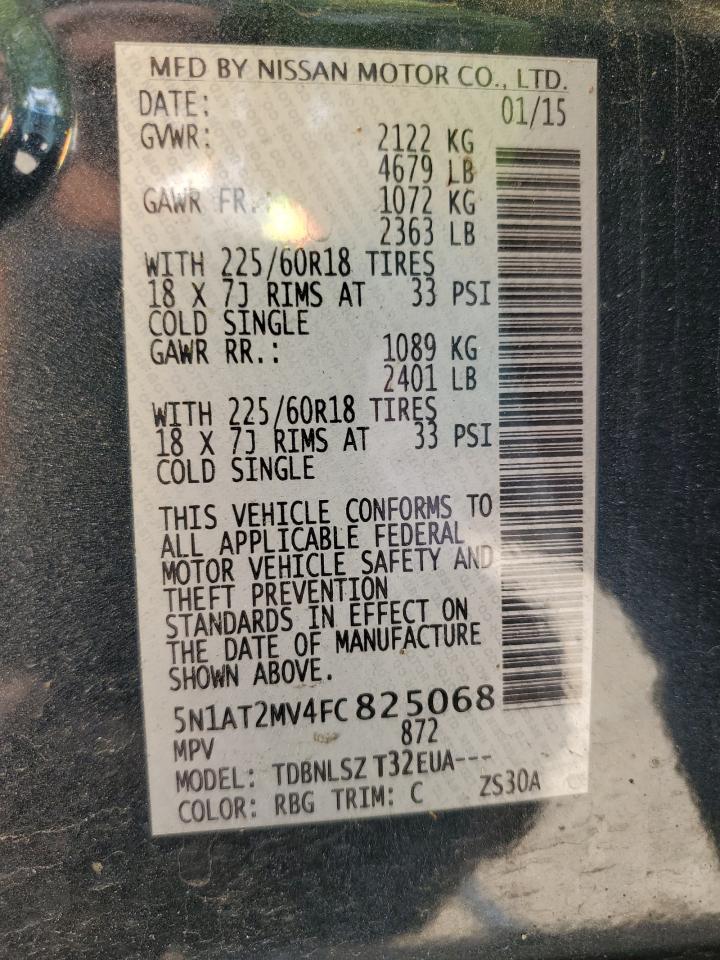 MFD BY NISSAN MOTOR CO., LTD.
DATE: 01/15
GVWR: 2122 KG
4679 LB
GAWR FR.: 1072 KG
2363 LB
WITH 225/60R18 TIRES
18 X 7J RIMS AT 33 PSI
COLD SINGLE
GAWR RR.: 1089 KG
2401 LB
WITH 225/60R18 TIRES
18 X 7J RIMS AT 33 PSI
COLD SINGLE
THIS VEHICLE CONFORMS TO
ALL APPLICABLE FEDERAL
MOTOR VEHICLE SAFETY AND
THEFT PREVENTION
STANDARDS IN EFFECT ON
THE DATE OF MANUFACTURE
SHOWN ABOVE.
5N1AT2MV4FC825068
MPV 872
MODEL: TDBNLSZ T32EUA---
COLOR: RBG TRIM: C ZS30A